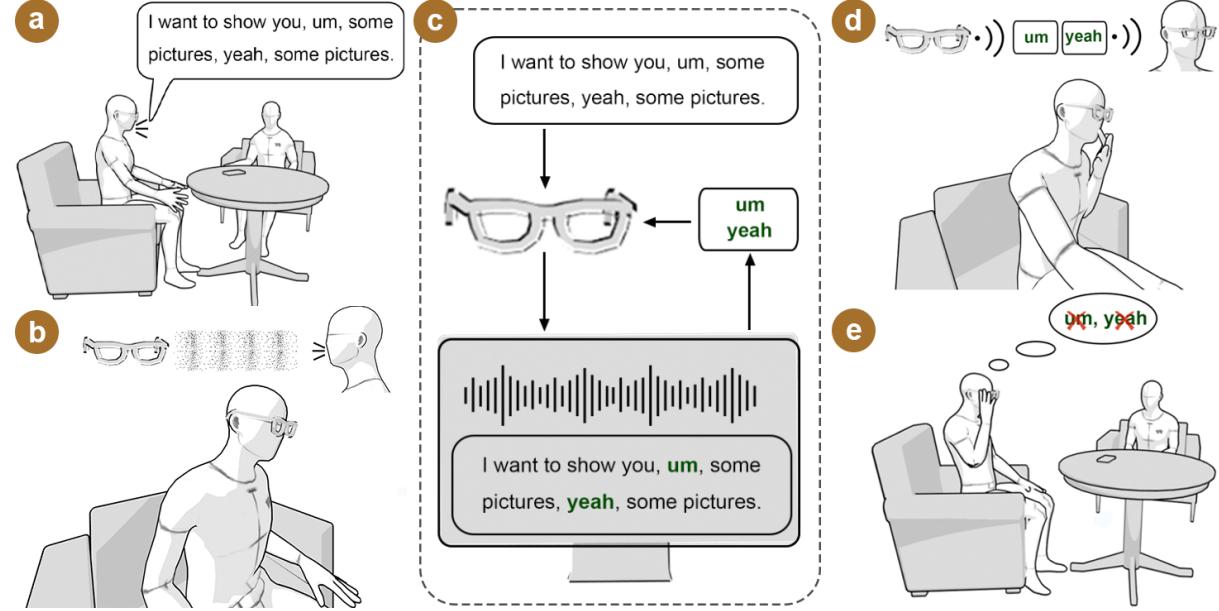 a
I want to show you, um, some
pictures, yeah, some pictures.
b
c
I want to show you, um, some
pictures, yeah, some pictures.
um
yeah
I want to show you, um, some
pictures, yeah, some pictures.
d
um yeah
e
um, yeah